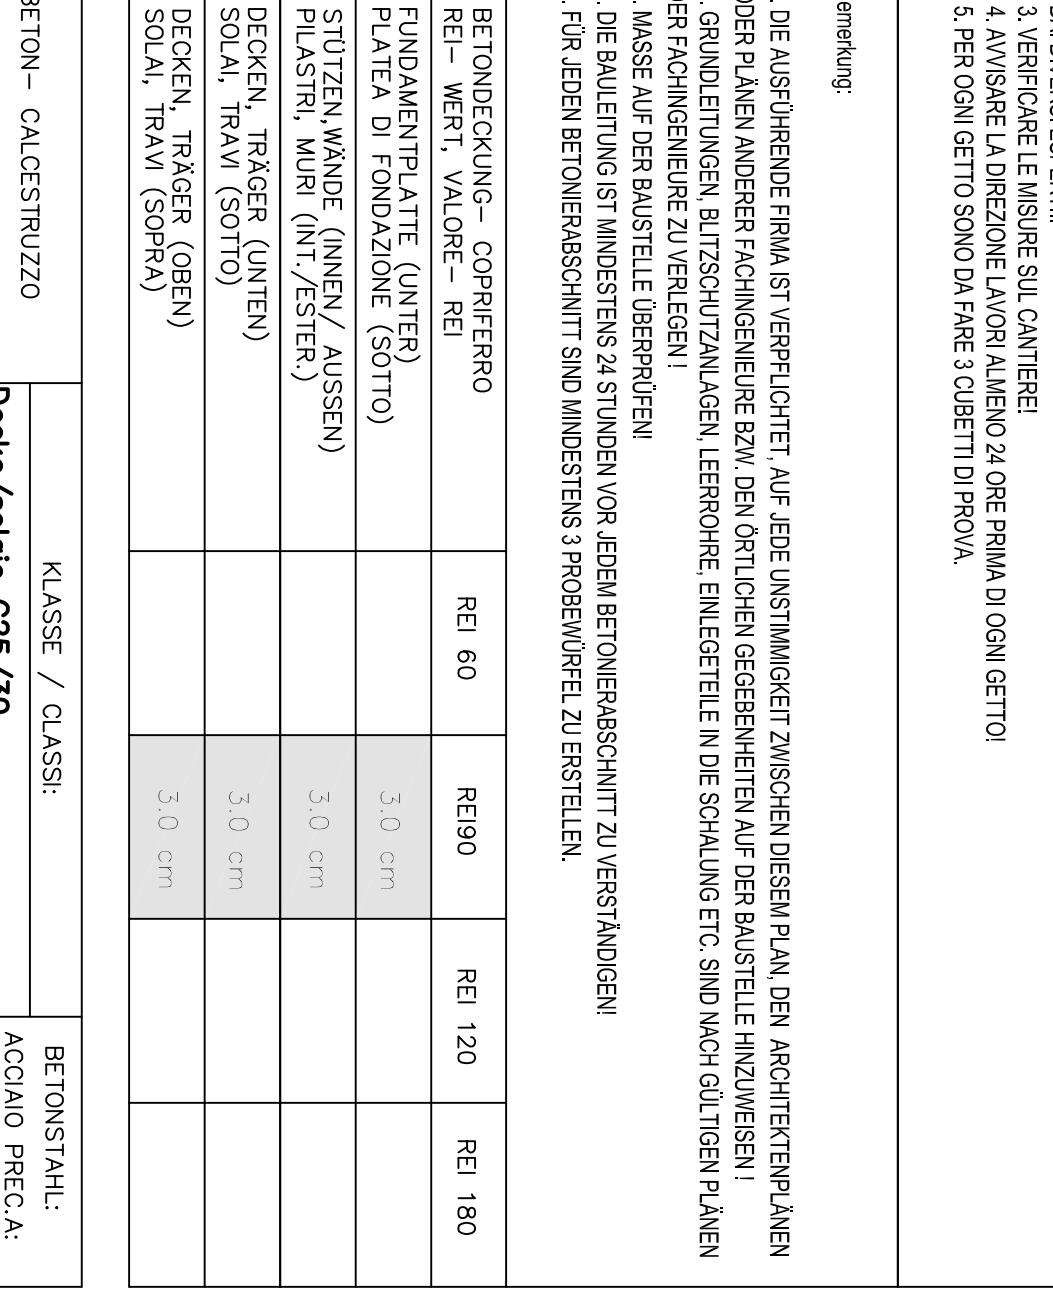 3. VERIFICARE LE MISURE SUL CANTIERE!
4. AVVISARE LA DIREZIONE LAVORI ALMENO 24 ORE PRIMA DI OGNI GETTO!
5. PER OGNI GETTO SONO DA FARE 3 CUBETTI DI PROVA.
emerkung:
. DIE AUSFÜHRENDE FIRMA IST VERPFLICHTET, AUF JEDE UNSTIMMIGKEIT ZWISCHEN DIESEM PLAN, DEN ARCHITEKTENPLÄNEN
ODER PLÄNEN ANDERER FACHINGENIEURE BZW. DEN ÖRTLICHEN GEGEBENHEITEN AUF DER BAUSTELLE HINZUWEISEN !
. GRUNDLEITUNGEN, BLITZSCHUTZANLAGEN, LEERROHRE, EINLEGETEILE IN DIE SCHALUNG ETC. SIND NACH GÜLTIGEN PLÄNEN
DER FACHINGENIEURE ZU VERLEGEN !
. MASSE AUF DER BAUSTELLE ÜBERPRÜFEN!
. DIE BAULEITUNG IST MINDESTENS 24 STUNDEN VOR JEDEM BETONIERABSCHNITT ZU VERSTÄNDIGEN!
. FÜR JEDEN BETONIERABSCHNITT SIND MINDESTENS 3 PROBEWÜRFEL ZU ERSTELLEN.
BETONDECKUNG- COPRIFERRO
REI- WERT, VALORE- REI
REI 60
REI90
REI 120
REI 180
FUNDAMENTPLATTE (UNTER)
PLATEA DI FONDAZIONE (SOTTO)
3.0 cm
STÜTZEN,WÄNDE (INNEN/ AUSSEN)
PILASTRI, MURI (INT./ESTER.)
3.0 cm
DECKEN, TRÄGER (UNTEN)
SOLAI, TRAVI (SOTTO)
3.0 cm
DECKEN, TRÄGER (OBEN)
SOLAI, TRAVI (SOPRA)
3.0 cm
BETON- CALCESTRUZZO
KLASSE / CLASSI:
BETONSTAHL:
ACCIAIO PREC.A:
C25/30